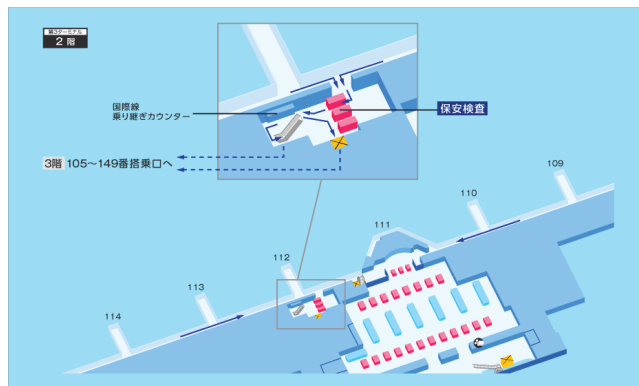 第3ターミナル
2 階
国際線
乗り継ぎカウンター
保安検査
3階 105～149番搭乗口へ
109
110
111
112
113
114